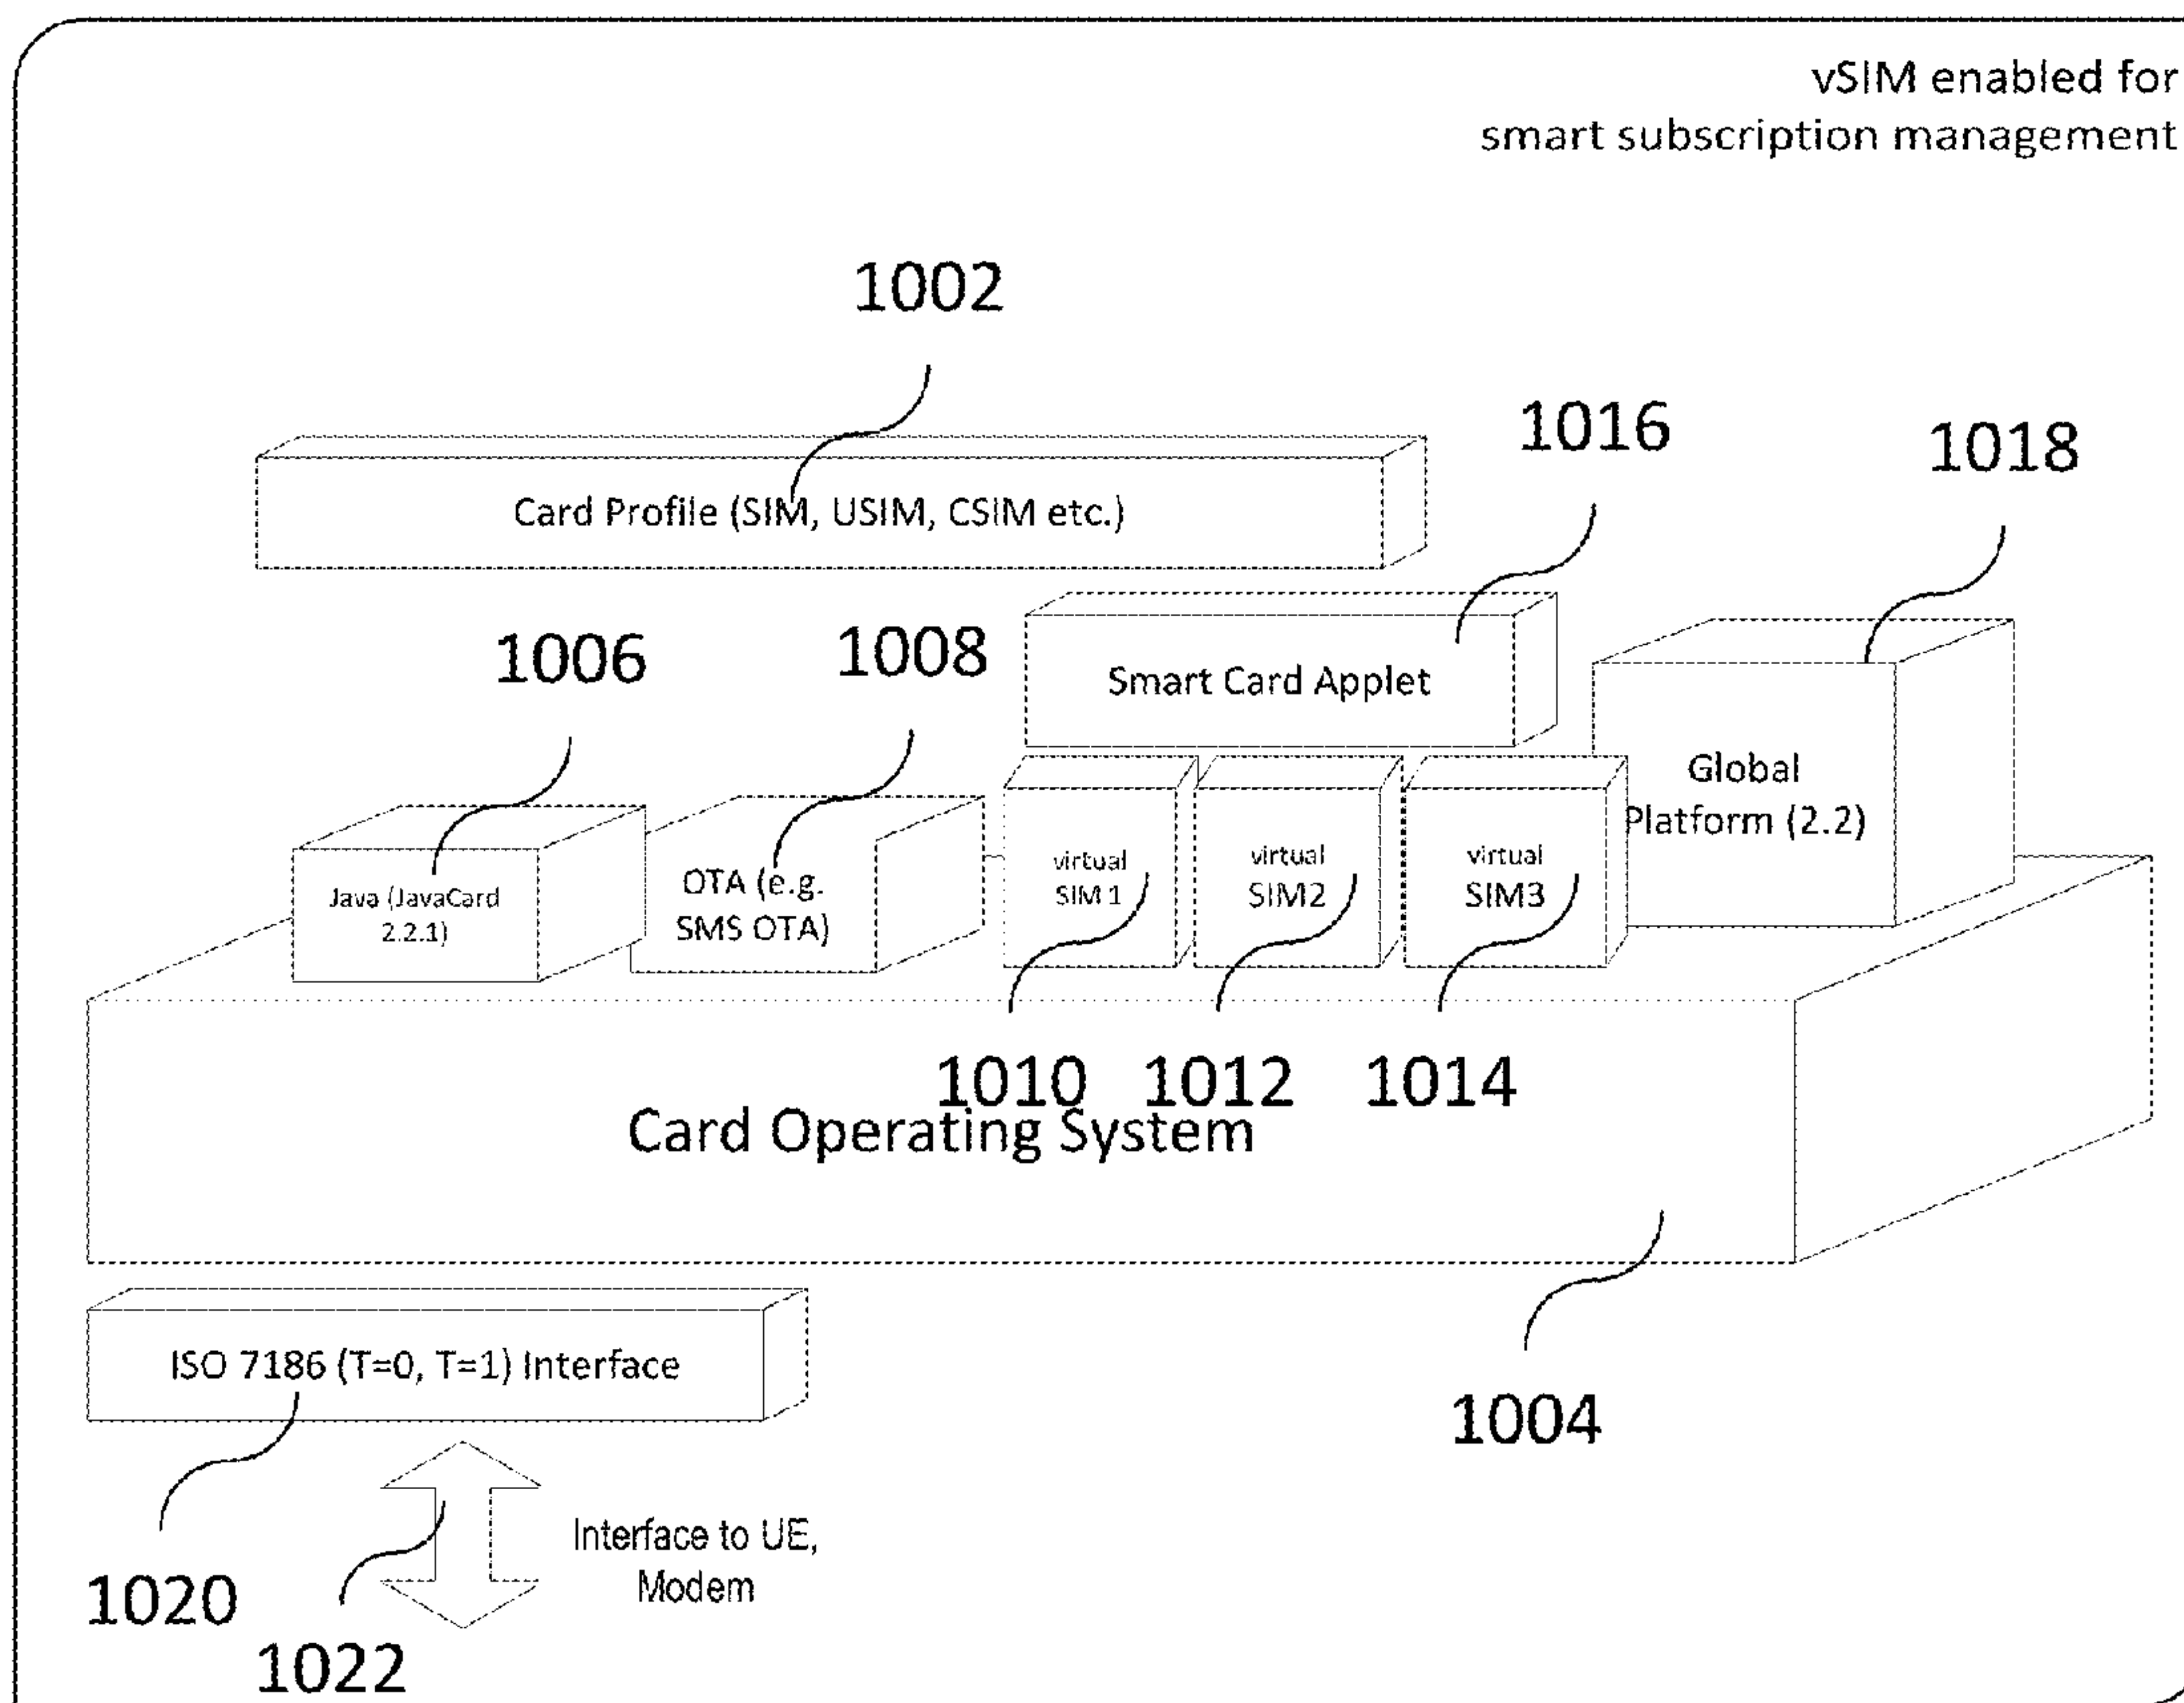 vSIM enabled for
smart subscription management
1002
1016
1018
Card Profile (SIM, USIM, CSIM etc.)
1006
1008
Smart Card Applet
Global
Platform (2.2)
Java (JavaCard
2.2.1)
OTA (e.g.
SMS OTA)
virtual
SIM 1
virtual
SIM2
virtual
SIM3
1010
1012
1014
Card Operating System
ISO 7186 (T=0, T=1) Interface
1004
Interface to UE,
Modem
1020
1022